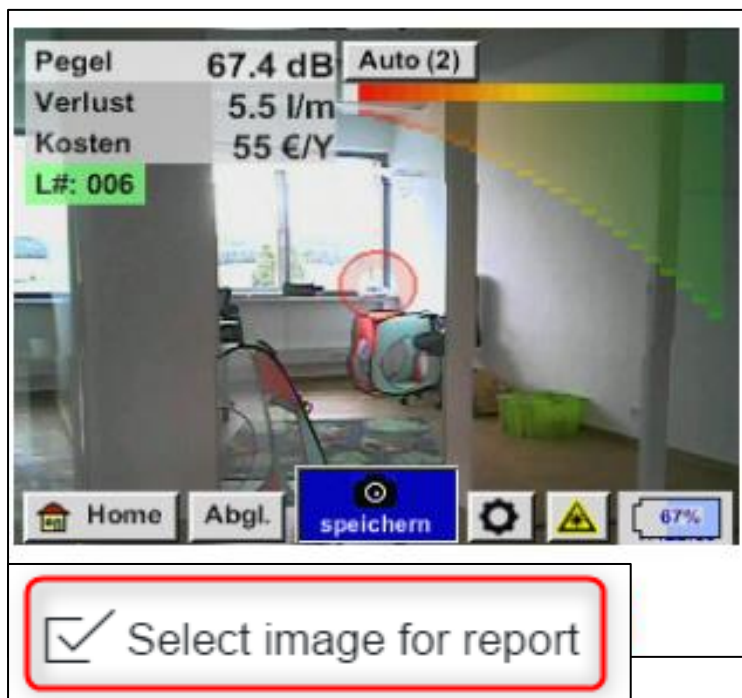 Pegel 67.4 dB Auto (2)
Verlust 5.5 l/m
Kosten 55 €/Y
L#: 006
Home Abgl. speichern 67%
Select image for report